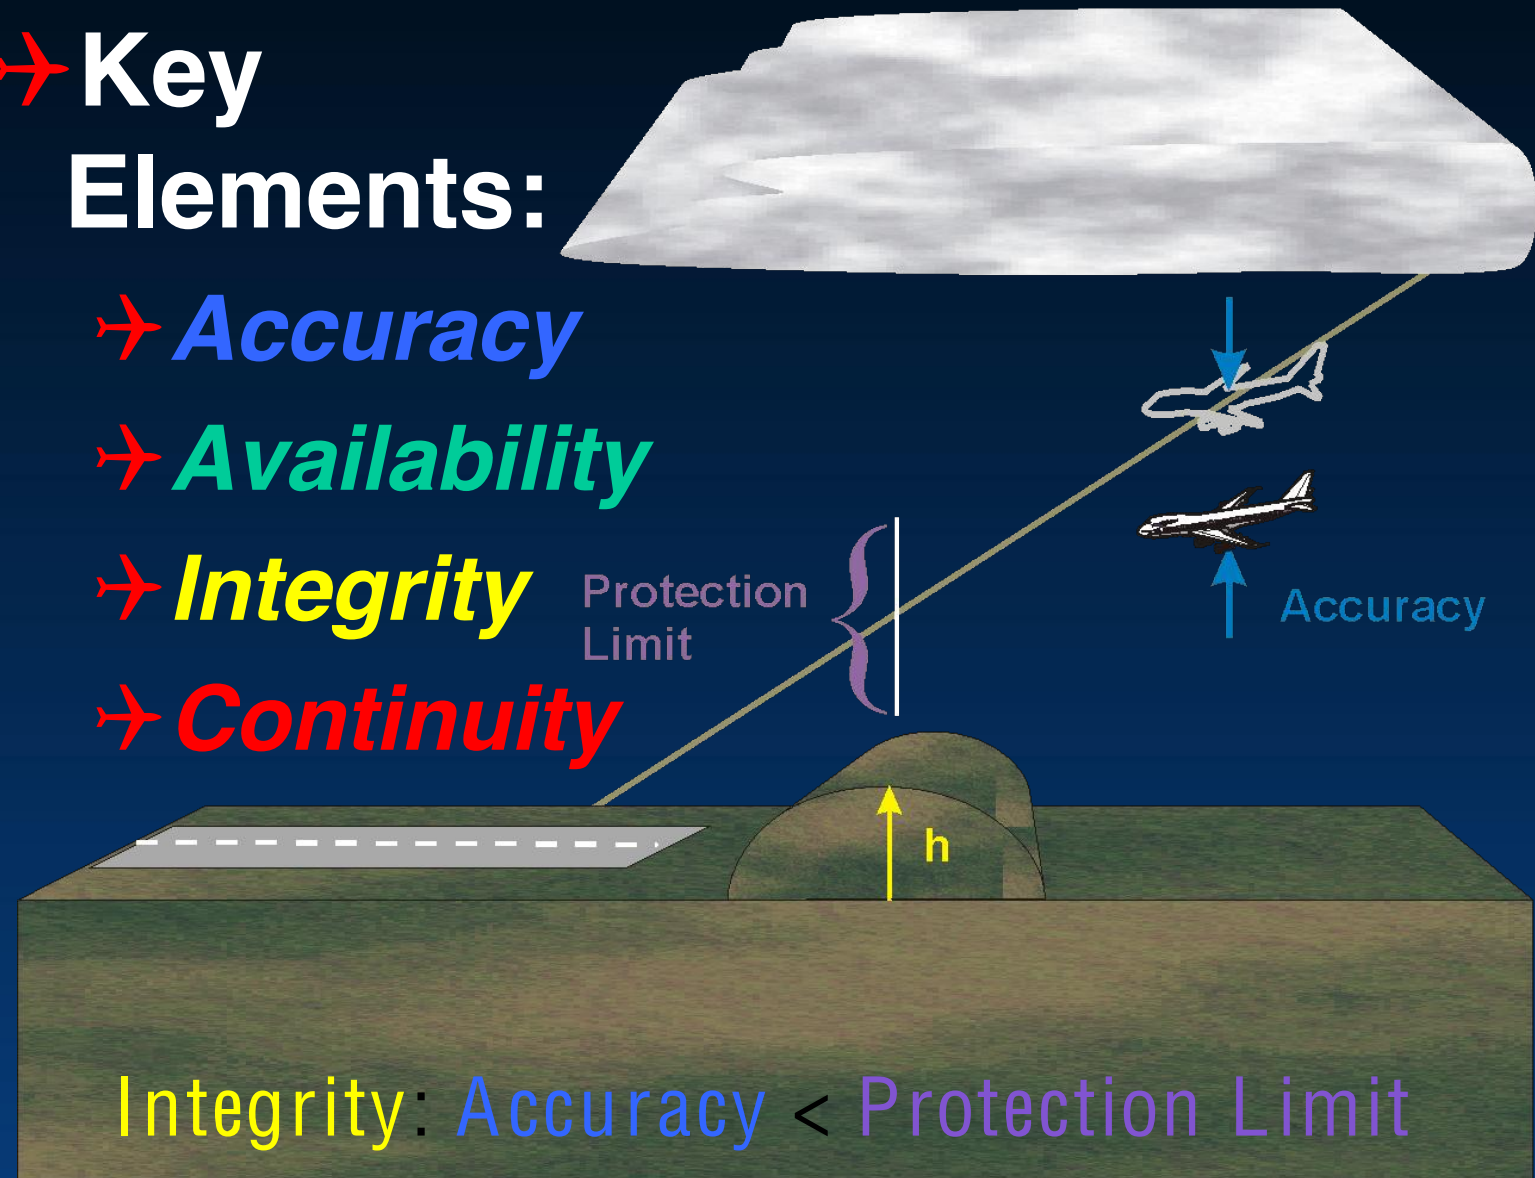 Key
Elements:
Accuracy
Availability
Integrity
Continuity
Protection
Limit
Accuracy
h
Integrity: Accuracy < Protection Limit